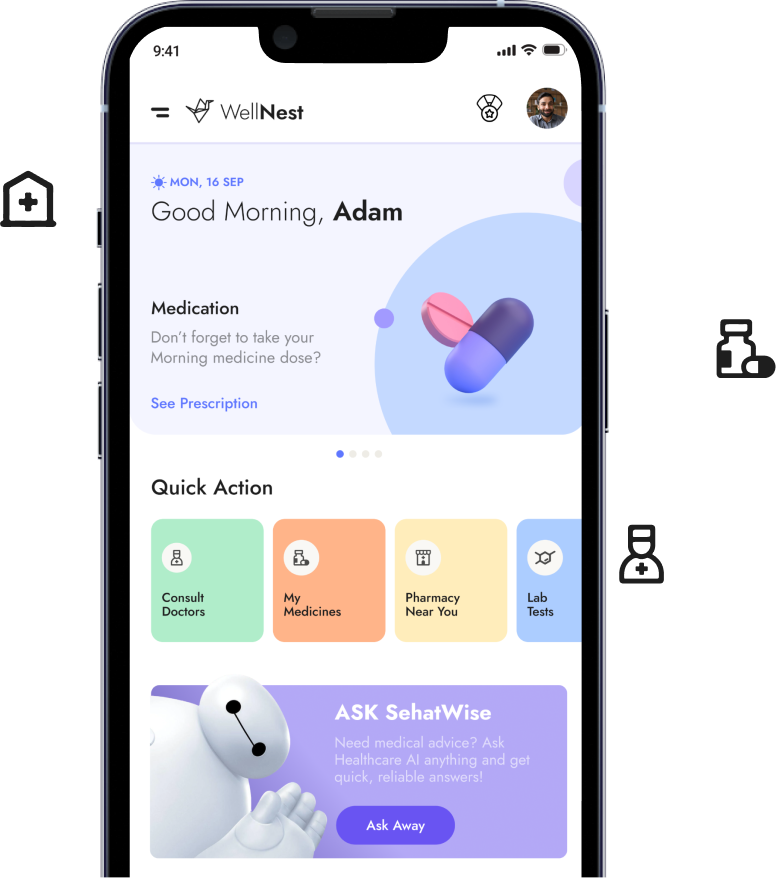 9:41
WellNest
MON, 16 SEP
Good Morning, Adam
Medication
Don't forget to take your
Morning medicine dose?
See Prescription
Quick Action
Consult
Doctors
My
Medicines
Pharmacy
Near You
Lab
Tests
ASK SehatWise
Need medical advice? Ask
Healthcare AI anything and get
quick, reliable answers!
Ask Away